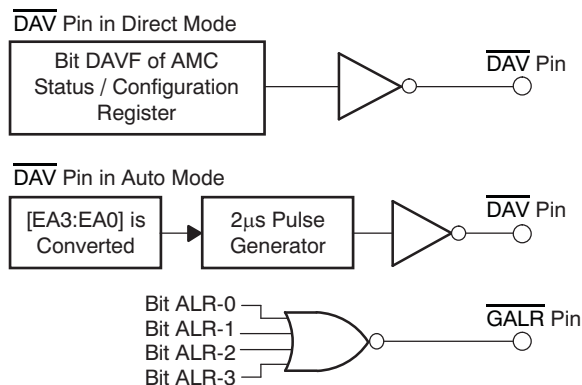 DAV Pin in Direct Mode
Bit DAVF of AMC
Status / Configuration
Register
DAV Pin
DAV Pin in Auto Mode
[EA3:EA0] is
Converted
2μs Pulse
Generator
DAV Pin
Bit ALR-0
Bit ALR-1
Bit ALR-2
Bit ALR-3
GALR Pin